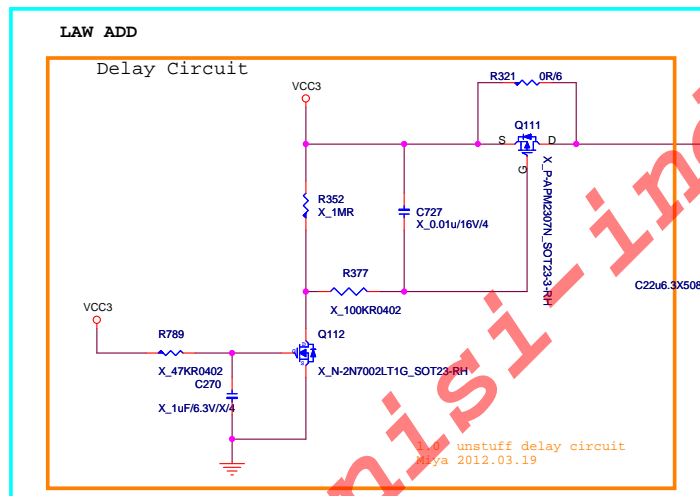 LAW ADD
Delay Circuit
VCC3
R321 0R/6
Q111
S D
G
X_P-APM2307N_SOT23-3-RH
R352
X_1MR
C727
X_0.01u/16V/4
R377
X_100KR0402
C22u6.3X508
VCC3
R789
X_47KR0402
Q112
X_N-2N7002LT1G_SOT23-RH
C270
X_1uF/6.3V/X/4
1.0 unstuff delay circuit
Miya 2012.03.19
nisi-in